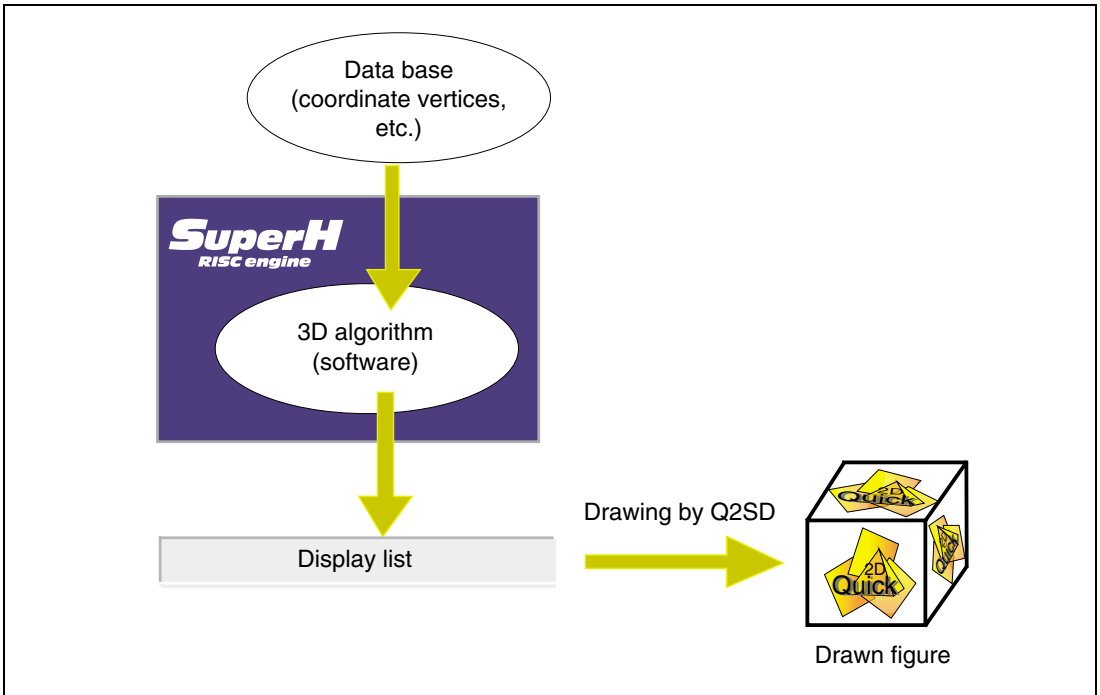 Data base
(coordinate vertices,
etc.)
SuperH
RISC engine
3D algorithm
(software)
Display list
Drawing by Q2SD
2D
Quick
2D
Quick
2D
Quick
Drawn figure